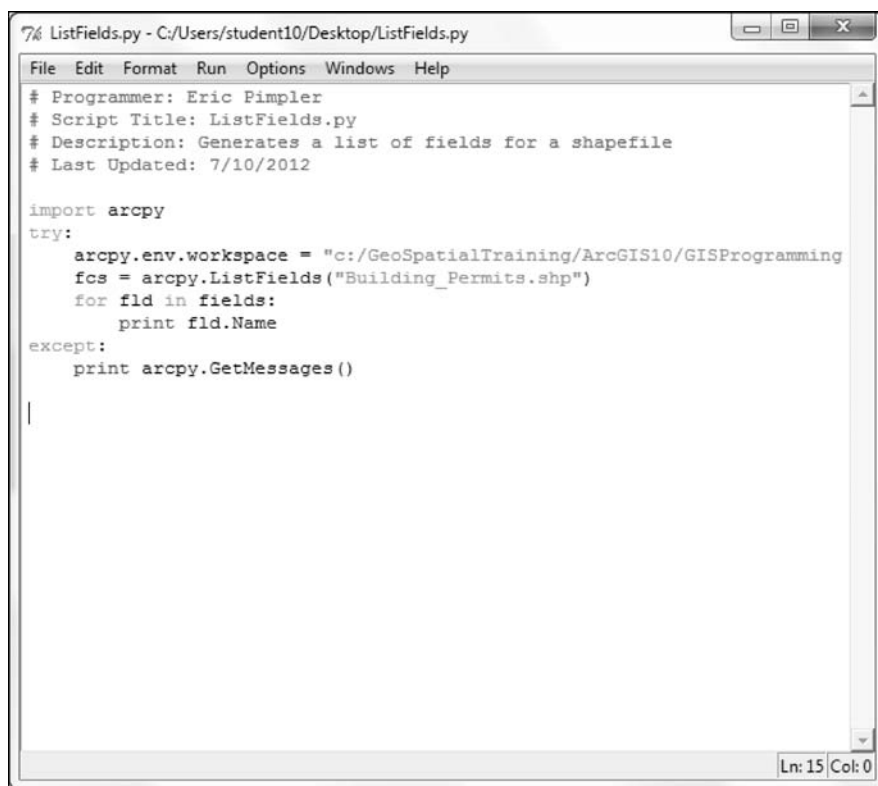 ListFields.py - C:/Users/student10/Desktop/ListFields.py
File Edit Format Run Options Windows Help
# Programmer: Eric Pimpler
# Script Title: ListFields.py
# Description: Generates a list of fields for a shapefile
# Last Updated: 7/10/2012
import arcpy
try:
    arcpy.env.workspace = "c:/GeoSpatialTraining/ArcGIS10/GISProgramming
    fcs = arcpy.ListFields("Building_Permits.shp")
    for fld in fields:
        print fld.Name
except:
    print arcpy.GetMessages()
Ln: 15 Col: 0